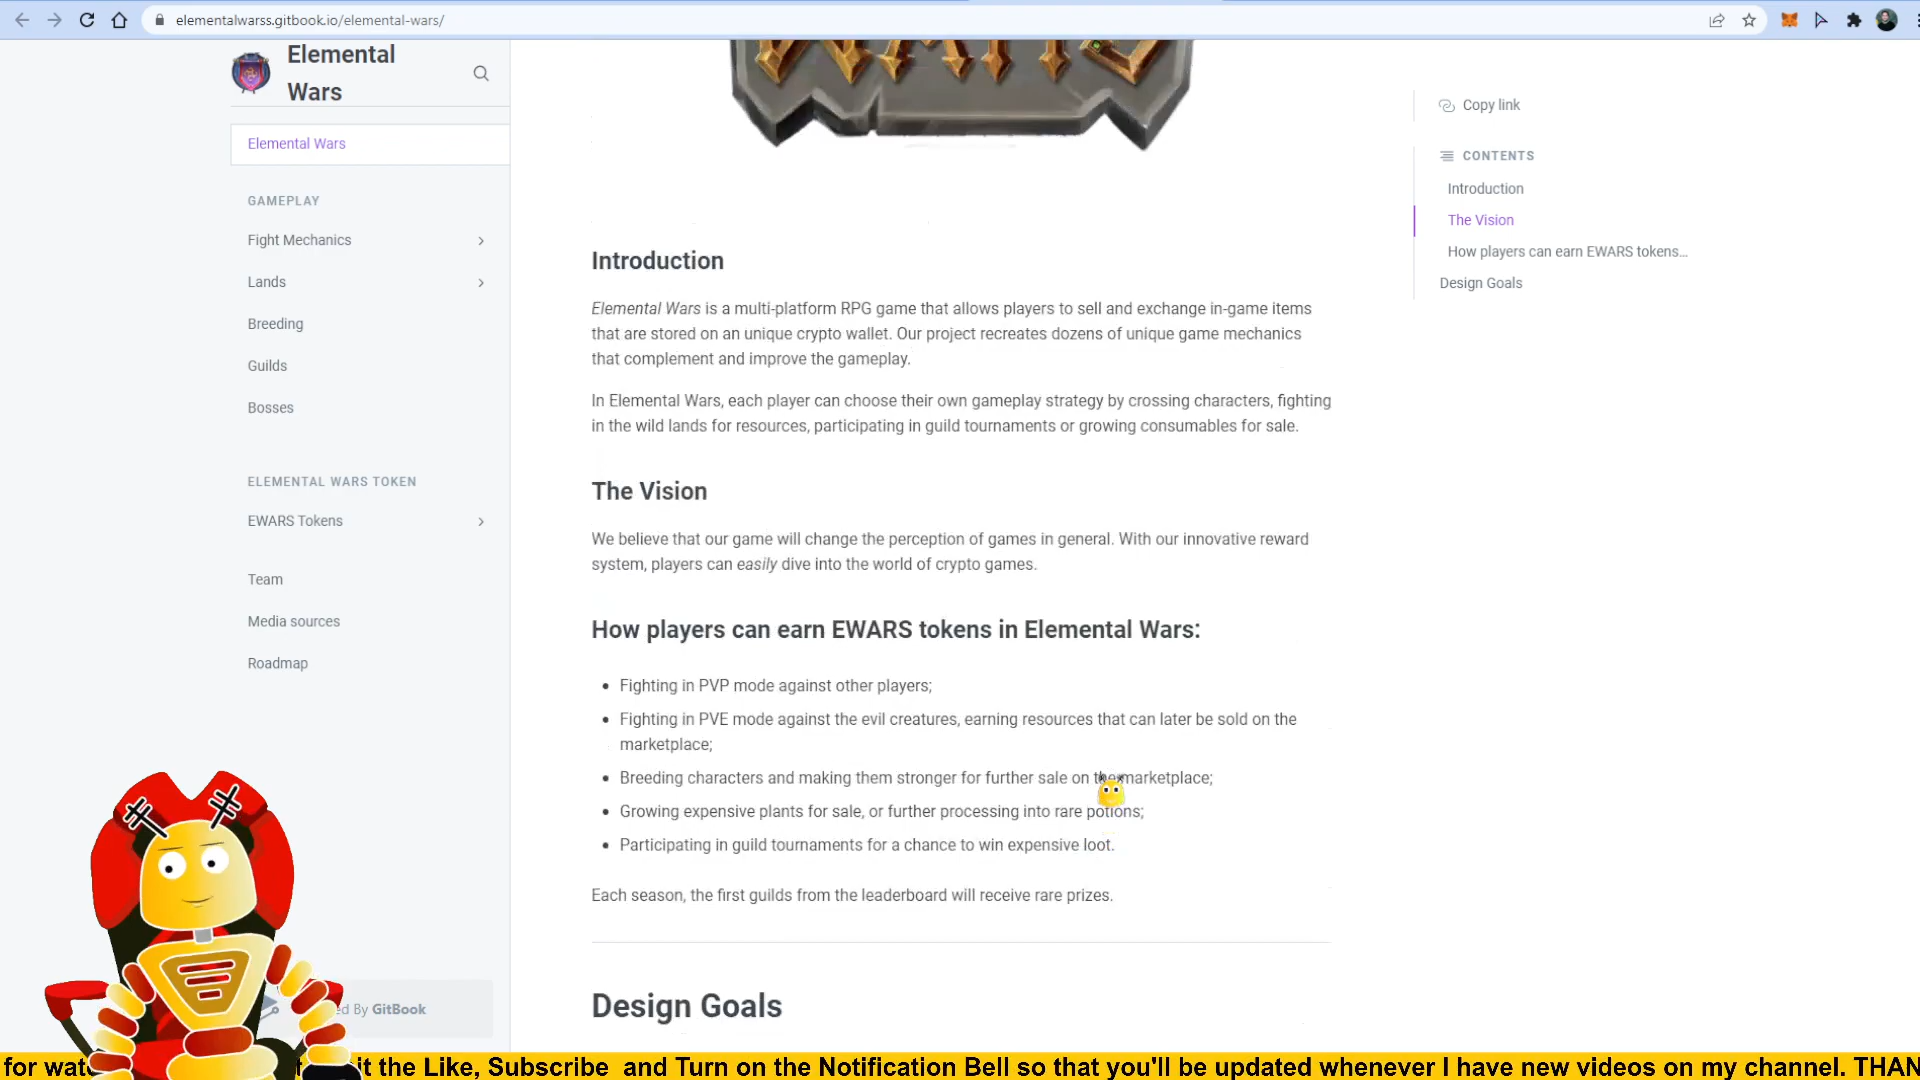 elementalwarss.gitbook.io/elemental-wars/
Elemental
Wars
Elemental Wars
GAMEPLAY
Fight Mechanics
Lands
Breeding
Guilds
Bosses
ELEMENTAL WARS TOKEN
EWARS Tokens
Team
Media sources
Roadmap
By GitBook
Introduction
Elemental Wars is a multi-platform RPG game that allows players to sell and exchange in-game items
that are stored on an unique crypto wallet. Our project recreates dozens of unique game mechanics
that complement and improve the gameplay.
In Elemental Wars, each player can choose their own gameplay strategy by crossing characters, fighting
in the wild lands for resources, participating in guild tournaments or growing consumables for sale.
The Vision
We believe that our game will change the perception of games in general. With our innovative reward
system, players can easily dive into the world of crypto games.
How players can earn EWARS tokens in Elemental Wars:
• Fighting in PVP mode against other players;
• Fighting in PVE mode against the evil creatures, earning resources that can later be sold on the
marketplace;
• Breeding characters and making them stronger for further sale on marketplace;
• Growing expensive plants for sale, or further processing into rare potions;
• Participating in guild tournaments for a chance to win expensive loot.
Each season, the first guilds from the leaderboard will receive rare prizes.
Design Goals
Copy link
CONTENTS
Introduction
The Vision
How players can earn EWARS tokens…
Design Goals
for the Like, Subscribe and Turn on the Notification Bell so that you'll be updated whenever I have new videos on my channel.